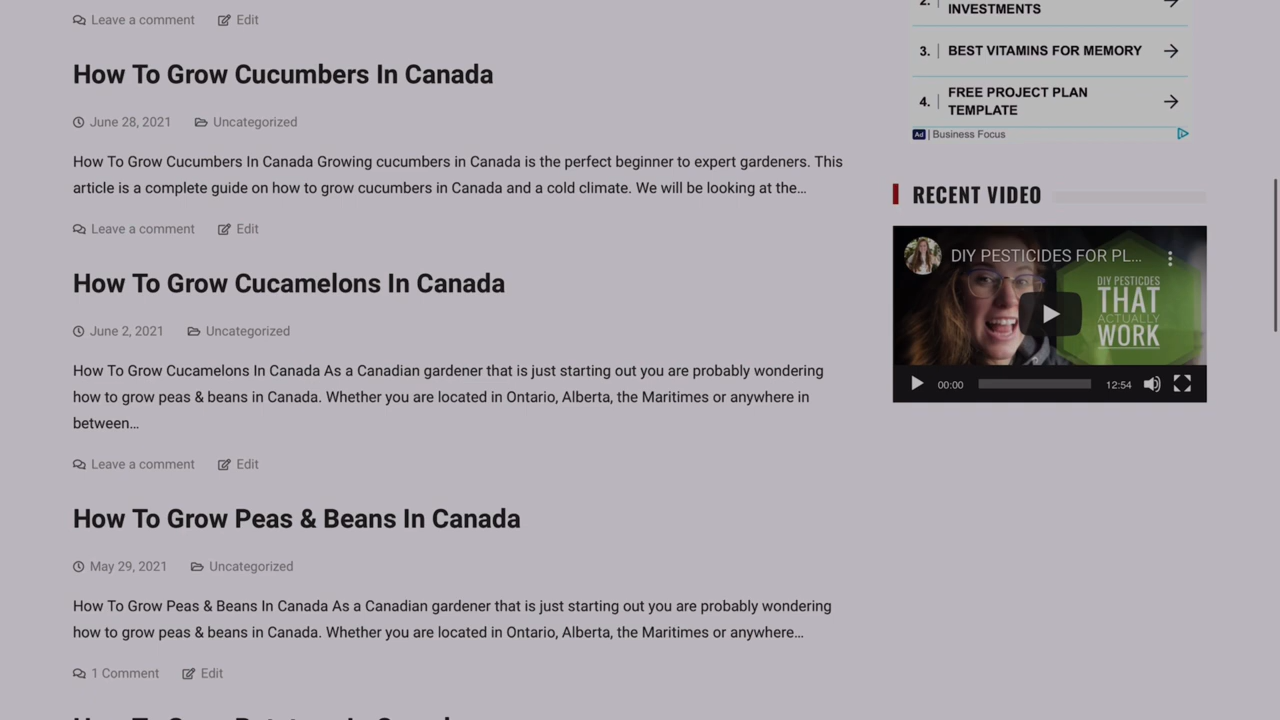 Leave a comment Edit
How To Grow Cucumbers In Canada
June 28, 2021 Uncategorized
How To Grow Cucumbers In Canada Growing cucumbers in Canada is the perfect beginner to expert gardeners. This
article is a complete guide on how to grow cucumbers in Canada and a cold climate. We will be looking at the…
Leave a comment Edit
How To Grow Cucamelons In Canada
June 2, 2021 Uncategorized
How To Grow Cucamelons In Canada As a Canadian gardener that is just starting out you are probably wondering
how to grow peas & beans in Canada. Whether you are located in Ontario, Alberta, the Maritimes or anywhere in
between…
Leave a comment Edit
How To Grow Peas & Beans In Canada
May 29, 2021 Uncategorized
How To Grow Peas & Beans In Canada As a Canadian gardener that is just starting out you are probably wondering
how to grow peas & beans in Canada. Whether you are located in Ontario, Alberta, the Maritimes or anywhere…
1 Comment Edit
2. INVESTMENTS
3. BEST VITAMINS FOR MEMORY
4. FREE PROJECT PLAN
TEMPLATE
Ad Business Focus
RECENT VIDEO
DIY PESTICIDES FOR PL...
DIY PESTICDES
THAT
ACTUALLY
WORK
00:00 12:54